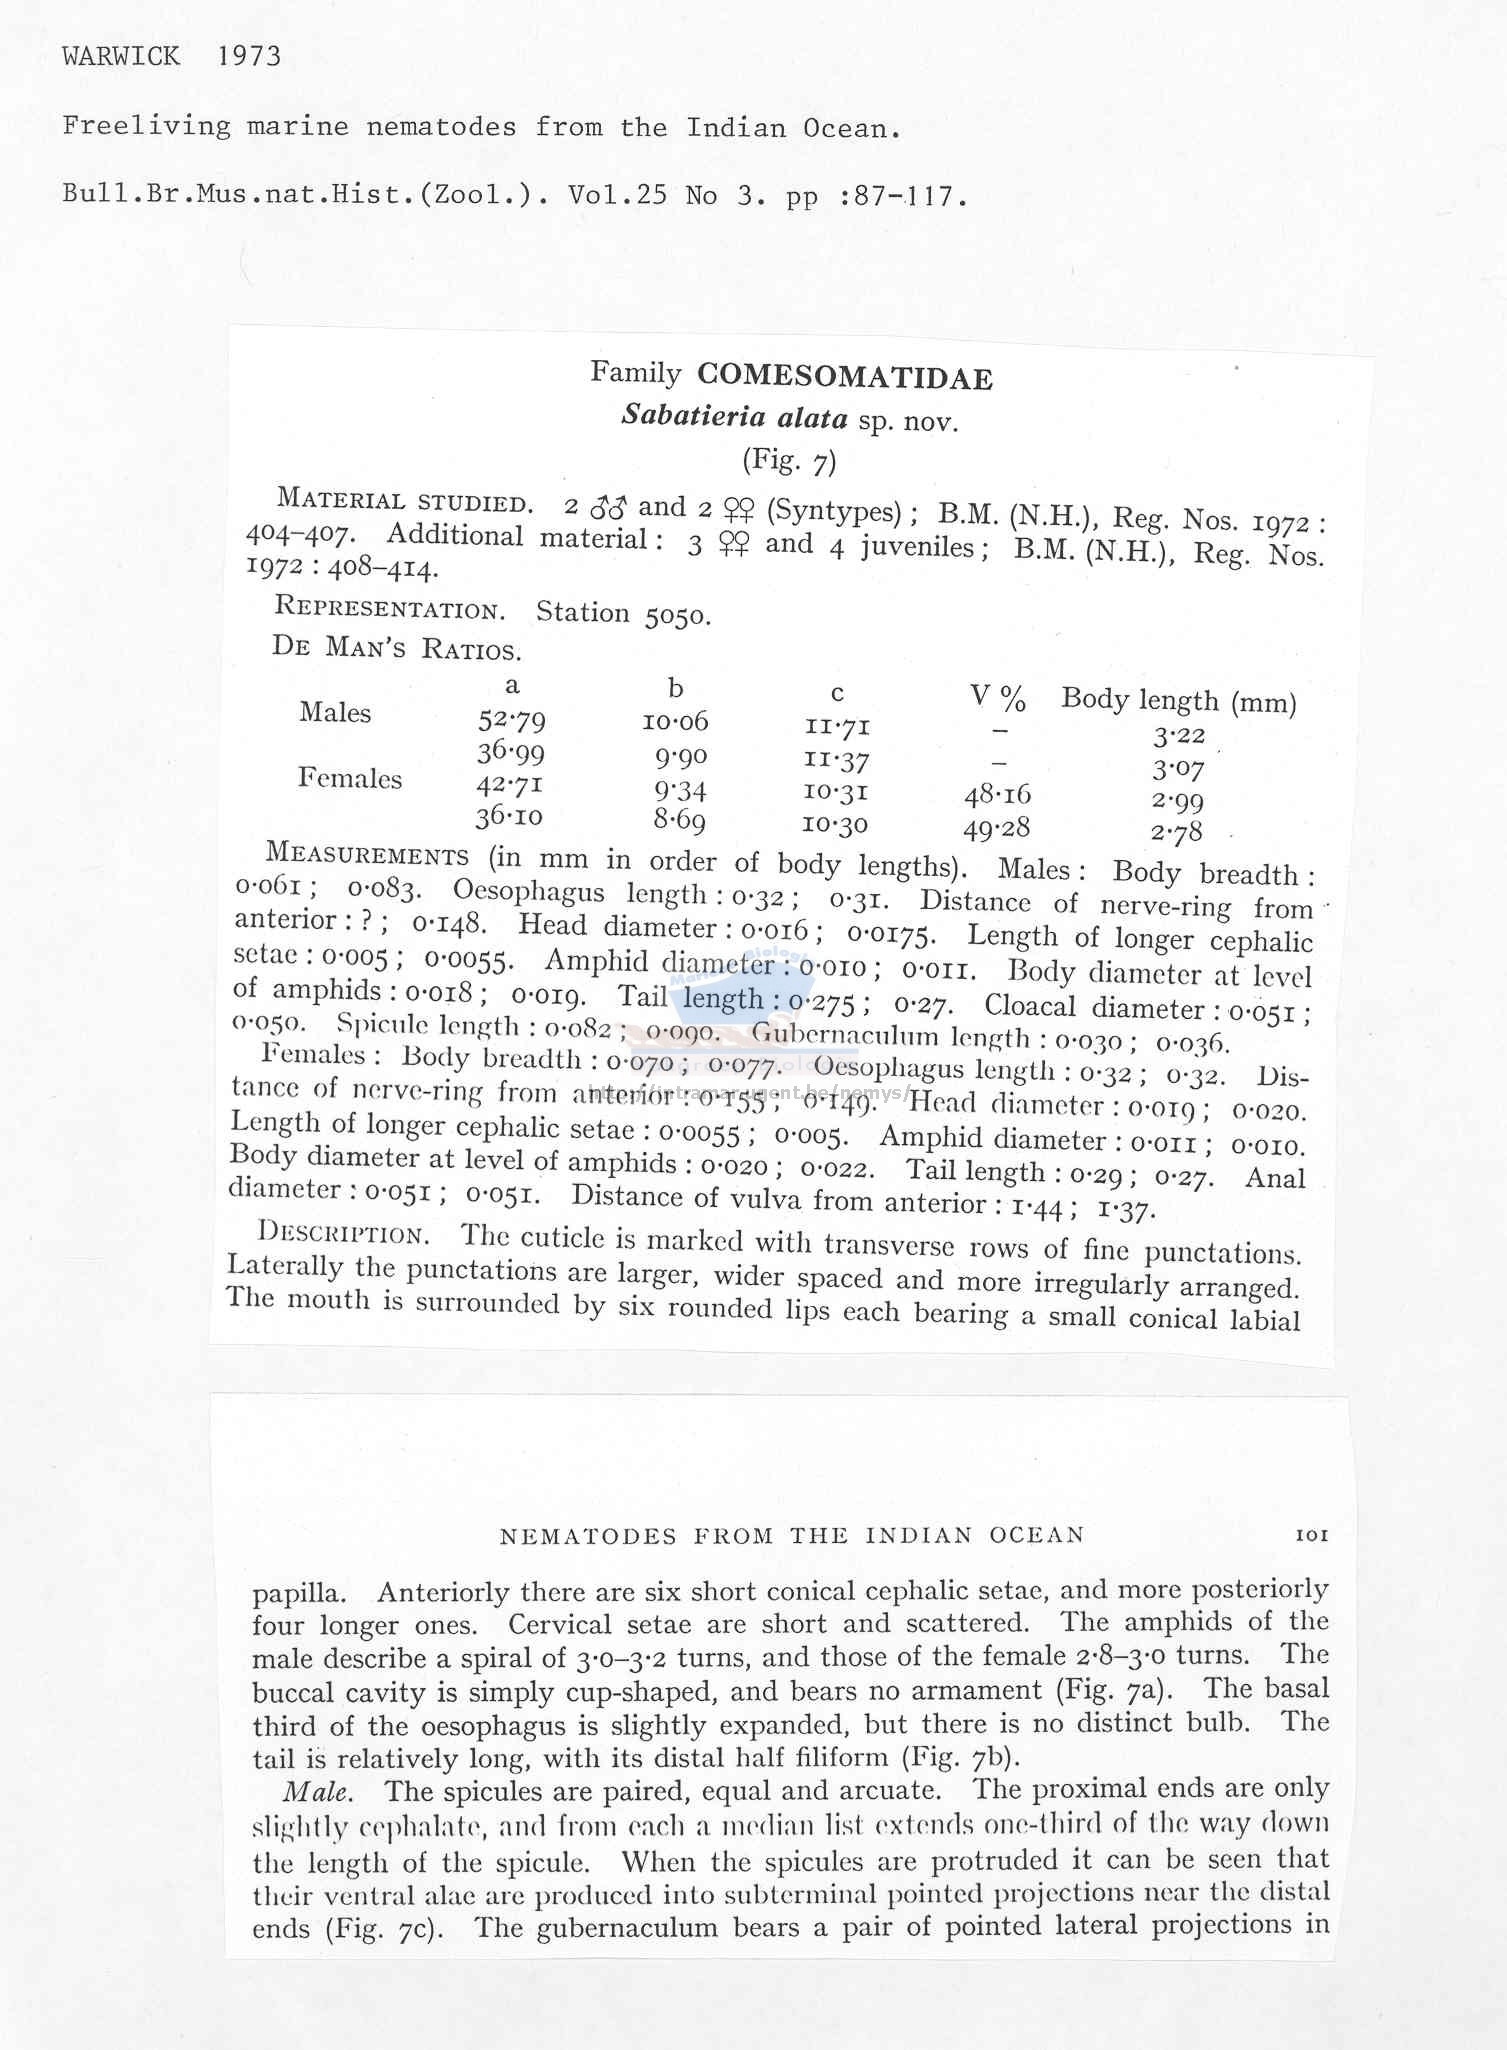 WARWICK 1973
Freeliving marine nematodes from the Indian Ocean.
Bull.Br.Mus.nat.Hist.(Zool.). Vol.25 No 3. pp :87-117.
Family COMESOMATIDAE
Sabatieria alata sp. nov.
(Fig. 7)
MATERIAL STUDIED. 2 ♂♂ and 2 ♀♀ (Syntypes) ; B.M. (N.H.), Reg. Nos. 1972 :
404–407. Additional material : 3 ♀♀ and 4 juveniles ; B.M. (N.H.), Reg. Nos.
1972 : 408–414.
REPRESENTATION. Station 5050.
DE MAN'S RATIOS.
a b c V % Body length (mm)
Males 52·79 10·06 11·71 – 3·22
36·99 9·90 11·37 – 3·07
Females 42·71 9·34 10·31 48·16 2·99
36·10 8·69 10·30 49·28 2·78
MEASUREMENTS (in mm in order of body lengths). Males : Body breadth :
0·061 ; 0·083. Oesophagus length : 0·32 ; 0·31. Distance of nerve-ring from
anterior : ? ; 0·148. Head diameter : 0·016 ; 0·0175. Length of longer cephalic
setae : 0·005 ; 0·0055. Amphid diameter : 0·010 ; 0·011. Body diameter at level
of amphids : 0·018 ; 0·019. Tail length : 0·275 ; 0·27. Cloacal diameter : 0·051 ;
0·050. Spicule length : 0·082 ; 0·090. Gubernaculum length : 0·030 ; 0·036.
Females : Body breadth : 0·070 ; 0·077. Oesophagus length : 0·32 ; 0·32. Dis-
tance of nerve-ring from anterior : 0·155 ; 0·149. Head diameter : 0·019 ; 0·020.
http://intramar.ugent.be/nemys/
Length of longer cephalic setae : 0·0055 ; 0·005. Amphid diameter : 0·011 ; 0·010.
Body diameter at level of amphids : 0·020 ; 0·022. Tail length : 0·29 ; 0·27. Anal
diameter : 0·051 ; 0·051. Distance of vulva from anterior : 1·44 ; 1·37.
DESCRIPTION. The cuticle is marked with transverse rows of fine punctations.
Laterally the punctations are larger, wider spaced and more irregularly arranged.
The mouth is surrounded by six rounded lips each bearing a small conical labial
NEMATODES FROM THE INDIAN OCEAN 101
papilla. Anteriorly there are six short conical cephalic setae, and more posteriorly
four longer ones. Cervical setae are short and scattered. The amphids of the
male describe a spiral of 3·0–3·2 turns, and those of the female 2·8–3·0 turns. The
buccal cavity is simply cup-shaped, and bears no armament (Fig. 7a). The basal
third of the oesophagus is slightly expanded, but there is no distinct bulb. The
tail is relatively long, with its distal half filiform (Fig. 7b).
Male. The spicules are paired, equal and arcuate. The proximal ends are only
slightly cephalate, and from each a median list extends one-third of the way down
the length of the spicule. When the spicules are protruded it can be seen that
their ventral alae are produced into subterminal pointed projections near the distal
ends (Fig. 7c). The gubernaculum bears a pair of pointed lateral projections in